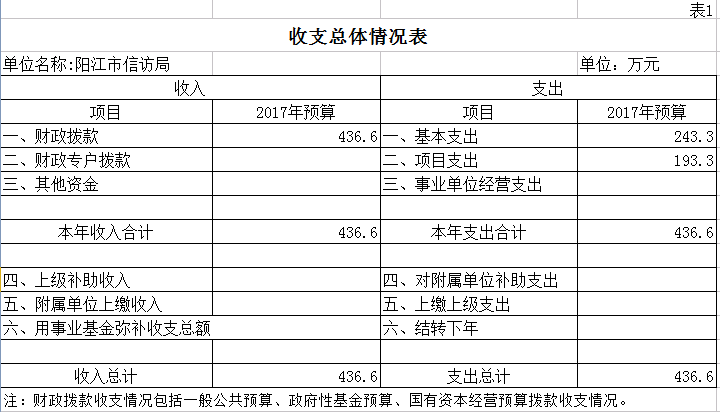 表1
收支总体情况表
单位名称:阳江市信访局 单位：万元
收入 支出
项目 2017年预算 项目 2017年预算
一、财政拨款 436.6 一、基本支出 243.3
二、财政专户拨款 二、项目支出 193.3
三、其他资金 三、事业单位经营支出
本年收入合计 436.6 本年支出合计 436.6
四、上级补助收入 四、对附属单位补助支出
五、附属单位上缴收入 五、上缴上级支出
六、用事业基金弥补收支总额 六、结转下年
收入总计 436.6 支出总计 436.6
注：财政拨款收支情况包括一般公共预算、政府性基金预算、国有资本经营预算拨款收支情况。